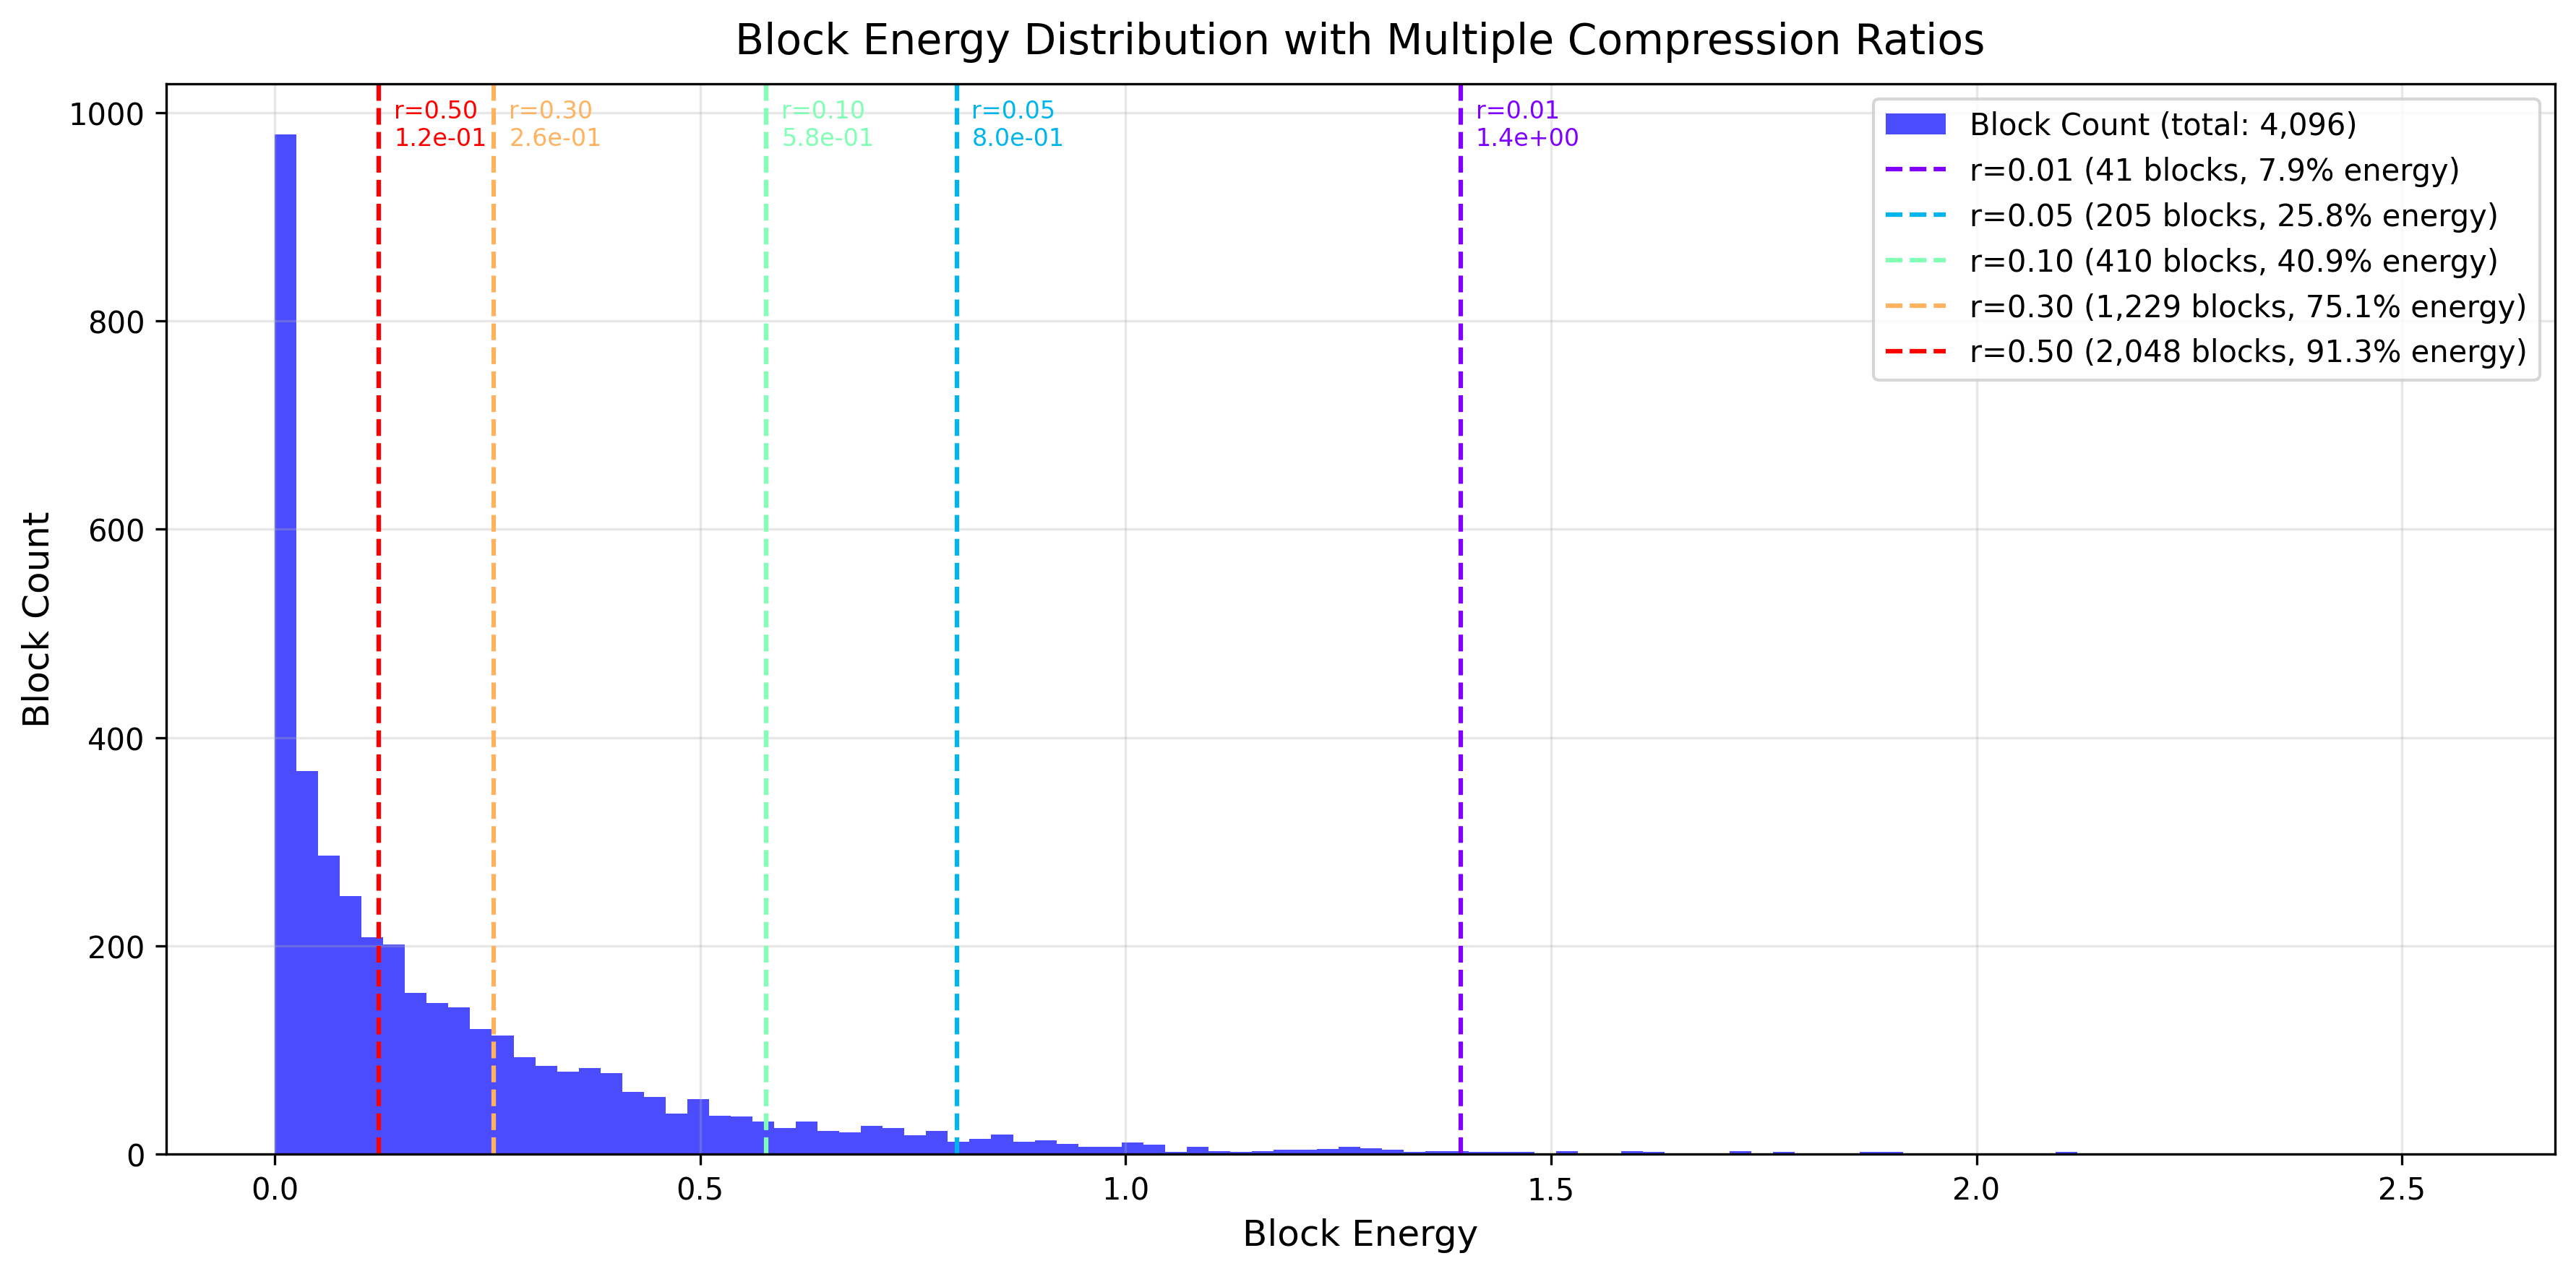 Block Energy Distribution with Multiple Compression Ratios
r=0.50
1.2e-01
r=0.30
2.6e-01
r=0.10
5.8e-01
r=0.05
8.0e-01
r=0.01
1.4e+00
Block Count (total: 4,096)
r=0.01 (41 blocks, 7.9% energy)
r=0.05 (205 blocks, 25.8% energy)
r=0.10 (410 blocks, 40.9% energy)
r=0.30 (1,229 blocks, 75.1% energy)
r=0.50 (2,048 blocks, 91.3% energy)
Block Count
1000
800
600
400
200
0
0.0
0.5
1.0
1.5
2.0
2.5
Block Energy